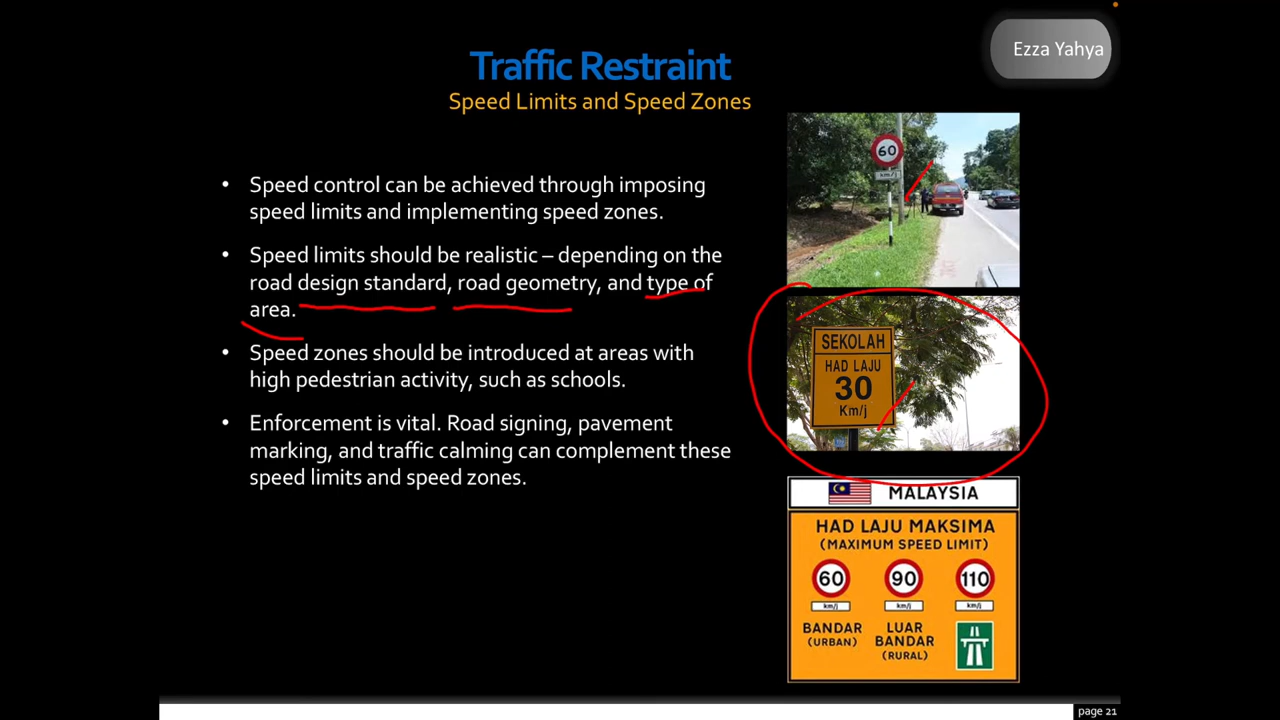 Ezza Yahya
Traffic Restraint
Speed Limits and Speed Zones
• Speed control can be achieved through imposing
speed limits and implementing speed zones.
• Speed limits should be realistic – depending on the
road design standard, road geometry, and type of
area.
• Speed zones should be introduced at areas with
high pedestrian activity, such as schools.
• Enforcement is vital. Road signing, pavement
marking, and traffic calming can complement these
speed limits and speed zones.
60
km/j
SEKOLAH
HAD LAJU
30
Km/j
MALAYSIA
HAD LAJU MAKSIMA
(MAXIMUM SPEED LIMIT)
60 90 110
km/j km/j km/j
BANDAR
(URBAN)
LUAR
BANDAR
(RURAL)
page 21